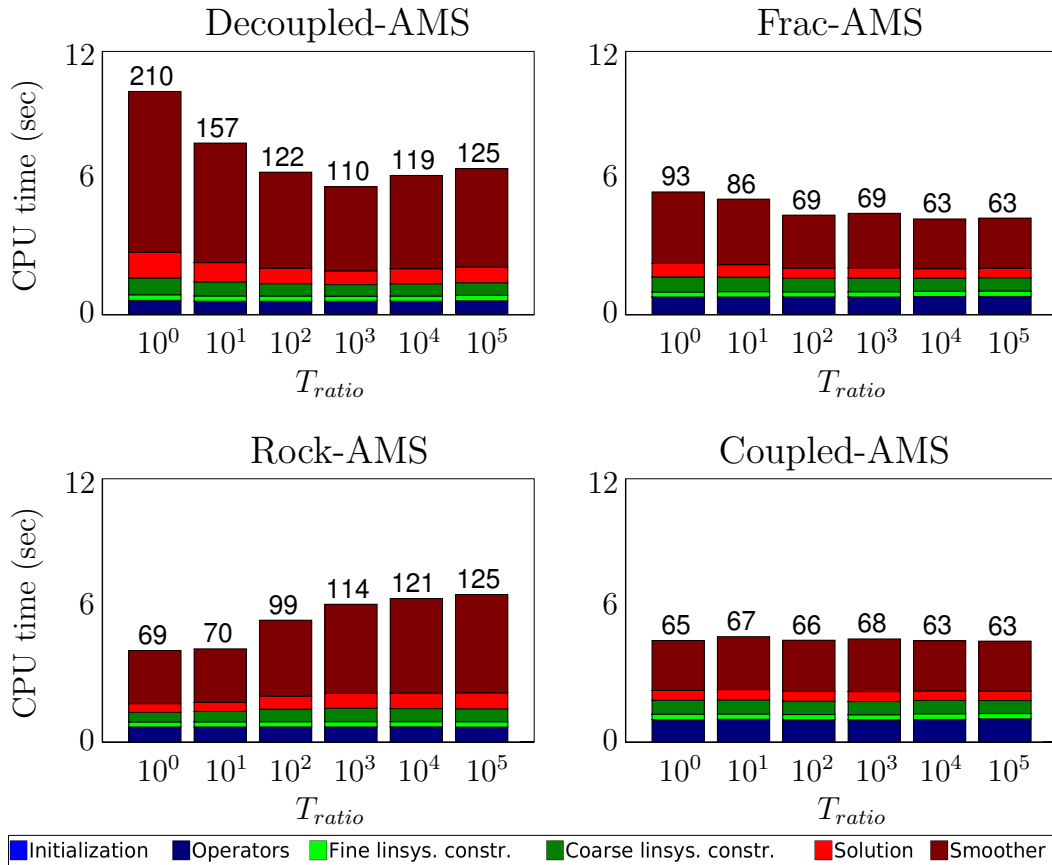 Decoupled-AMS
Frac-AMS
CPU time (sec)
12
6
0
210
157
122
110
119
125
10^0 10^1 10^2 10^3 10^4 10^5
T_ratio
12
6
0
93
86
69
69
63
63
10^0 10^1 10^2 10^3 10^4 10^5
T_ratio
Rock-AMS
Coupled-AMS
CPU time (sec)
12
6
0
69
70
99
114
121
125
10^0 10^1 10^2 10^3 10^4 10^5
T_ratio
12
6
0
65
67
66
68
63
63
10^0 10^1 10^2 10^3 10^4 10^5
T_ratio
Initialization Operators Fine linsys. constr. Coarse linsys. constr. Solution Smoother